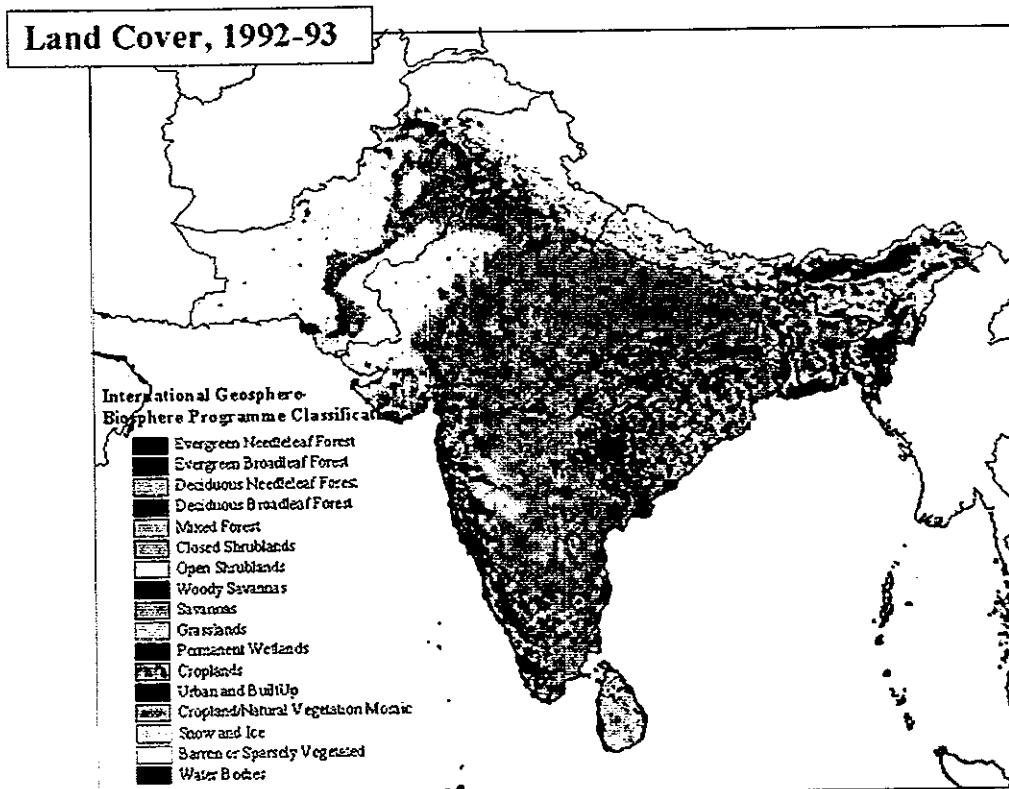 Land Cover, 1992-93
International Geosphere-
Biosphere Programme Classification
Evergreen Needleleaf Forest
Evergreen Broadleaf Forest
Deciduous Needleleaf Forest
Deciduous Broadleaf Forest
Mixed Forest
Closed Shrublands
Open Shrublands
Woody Savannas
Savannas
Grasslands
Permanent Wetlands
Croplands
Urban and BuiltUp
Cropland/Natural Vegetation Mosaic
Snow and Ice
Barren or Sparsely Vegetated
Water Bodies